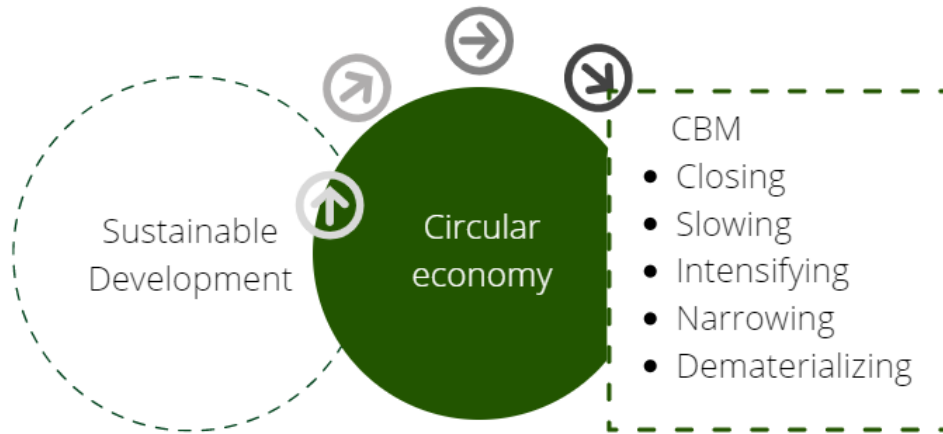 Sustainable
Development
Circular
economy
CBM
• Closing
• Slowing
• Intensifying
• Narrowing
• Dematerializing